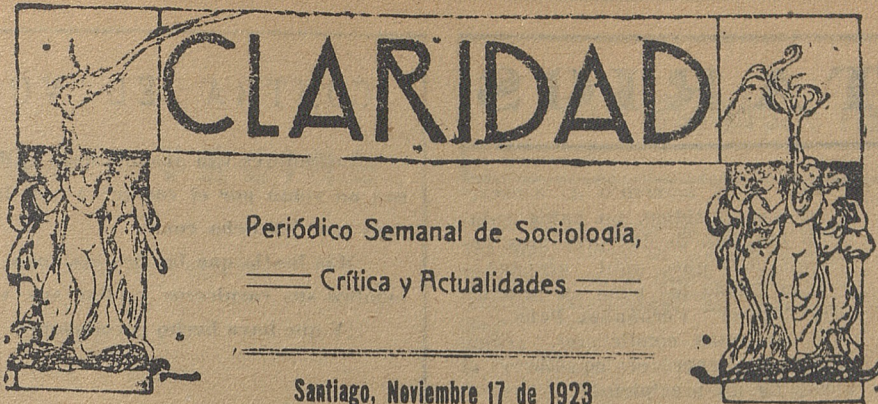 CLARIDAD
Periódico Semanal de Sociología,
Crítica y Actualidades
Santiago, Noviembre 17 de 1923